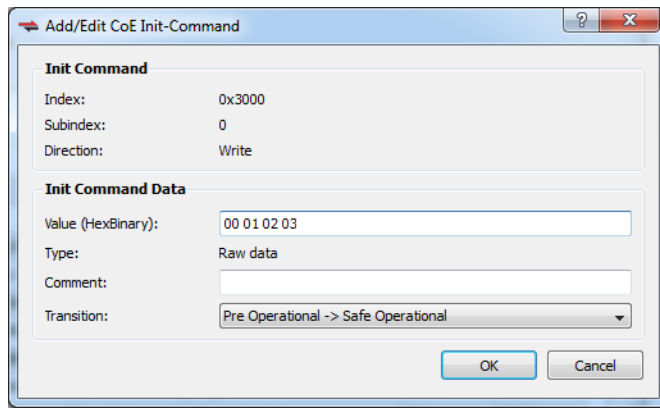 Add/Edit CoE Init-Command
Init Command
Index: 0x3000
Subindex: 0
Direction: Write
Init Command Data
Value (HexBinary): 00 01 02 03
Type: Raw data
Comment:
Transition: Pre Operational -> Safe Operational
OK Cancel